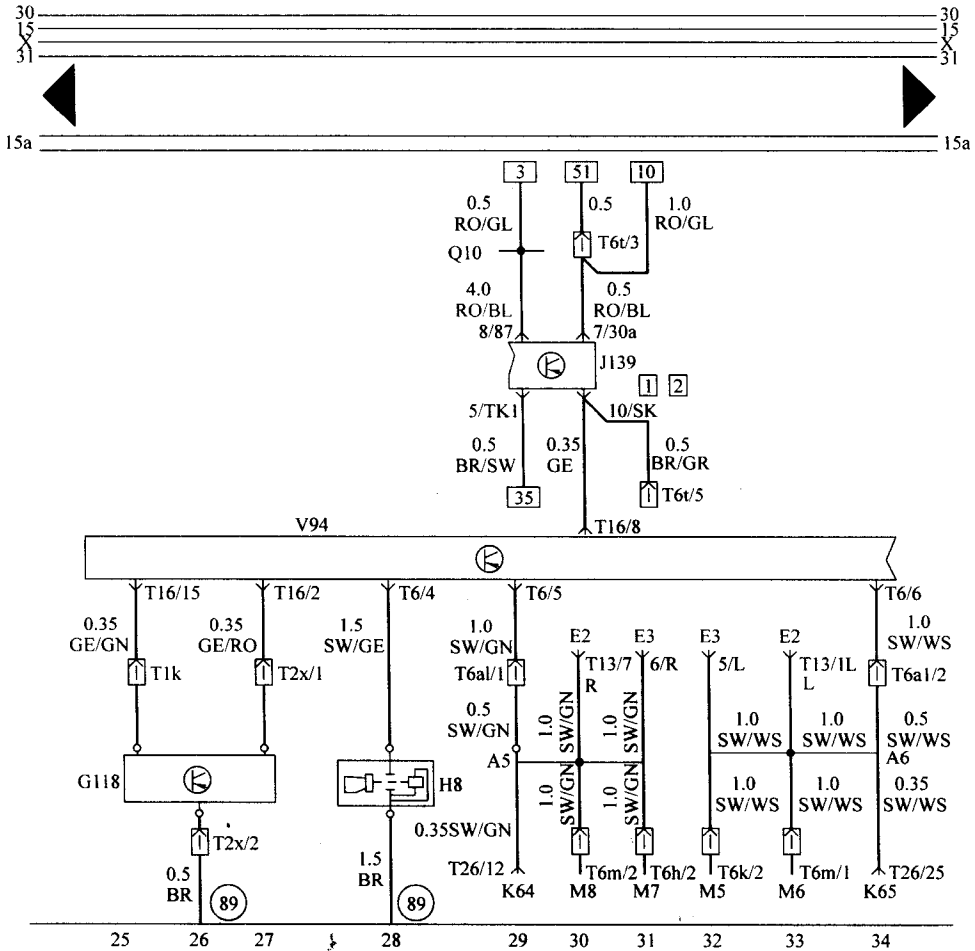 30 30
15 15
X X
31 31
15a 15a
3 51 10
0.5 0.5 1.0
RO/GL RO/GL
T6t/3
Q10
4.0 0.5
RO/BL RO/BL
8/87 7/30a
J139
1 2
5/TK1 10/SK
0.5 0.35 0.5
BR/SW GE BR/GR
35 T6t/5
V94 T16/8
T16/15 T16/2 T6/4 T6/5 T6/6
0.35 0.35 1.5 1.0 1.0
GE/GN GE/RO SW/GE SW/GN SW/WS
E2 E3 E3 E2
T1k T2x/1 T6al/1 T13/7 6/R 5/L T13/1L T6a1/2
R L
0.5 1.0 1.0 1.0 1.0 0.5
SW/GN SW/GN SW/GN SW/WS SW/WS SW/WS
A5 A6
G118 H8
1.0 1.0 1.0 1.0 0.35
SW/GN SW/GN SW/WS SW/WS SW/WS
0.35SW/GN
T2x/2
T26/12 T6m/2 T6h/2 T6k/2 T6m/1 T26/25
0.5 1.5
BR BR
K64 M8 M7 M5 M6 K65
89 89
25 26 27 28 29 30 31 32 33 34